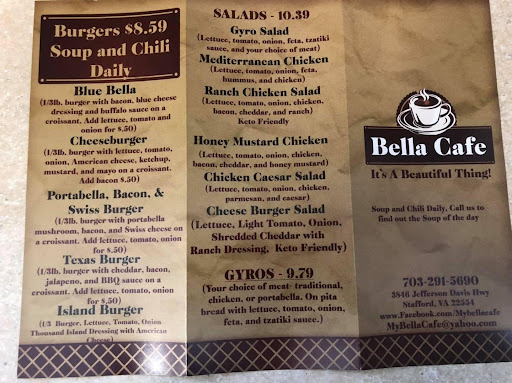 Burgers $8.59
Soup and Chili
Daily
Blue Bella
(1/3lb. burger with bacon, blue cheese
dressing and buffalo sauce on a
croissant. Add lettuce, tomato and
onion for $.50)
Cheeseburger
(1/3lb. burger with lettuce, tomato,
onion, American cheese, ketchup,
mustard, and mayo on a croissant.
Add bacon $.50)
Portabella, Bacon, &
Swiss Burger
(1/3lb. burger with portabella
mushroom, bacon, and Swiss cheese on
a croissant. Add lettuce, tomato, onion
for $.50)
Texas Burger
(1/3lb. burger with cheddar, bacon,
jalapeno, and BBQ sauce on a
croissant. Add lettuce, tomato, onion
for $.50)
Island Burger
(1/3 Burger, Lettuce, Tomato, Onion
Thousand Island Dressing with American
Cheese)
SALADS - 10.39
Gyro Salad
(Lettuce, tomato, onion, feta, tzatiki
sauce, and your choice of meat)
Mediterranean Chicken
(Lettuce, tomato, onion, feta,
hummus, and chicken)
Ranch Chicken Salad
(Lettuce, tomato, onion, chicken,
bacon, cheddar, and ranch)
Keto Friendly
Honey Mustard Chicken
(Lettuce, tomato, onion, chicken,
bacon, cheddar, and honey mustard)
Chicken Caesar Salad
(Lettuce, tomato, onion, chicken,
parmesan, and caesar)
Cheese Burger Salad
(Lettuce, Light Tomato, Onion,
Shredded Cheddar with
Ranch Dressing, Keto Friendly)
GYROS - 9.79
(Your choice of meat- traditional,
chicken, or portabella. On pita
bread with lettuce, tomato, onion,
feta, and tzatiki sauce.)
Bella Cafe
It's A Beautiful Thing!
Soup and Chili Daily. Call us to
find out the Soup of the day
703-291-5690
3846 Jefferson Davis Hwy
Stafford, VA 22554
www.Facebook.com/Mybellacafe
MyBellaCafe@yahoo.com